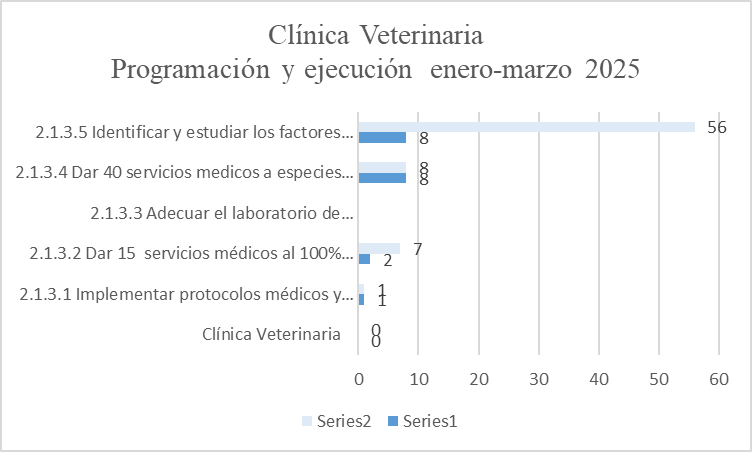 Clínica Veterinaria
Programación y ejecución enero-marzo 2025
2.1.3.5 Identificar y estudiar los factores...
56
8
2.1.3.4 Dar 40 servicios medicos a especies...
8
8
2.1.3.3 Adecuar el laboratorio de
2.1.3.2 Dar 15 servicios médicos al 100%...
7
2
2.1.3.1 Implementar protocolos médicos y...
1
1
Clínica Veterinaria
0
0
0 10 20 30 40 50 60
Series2 Series1